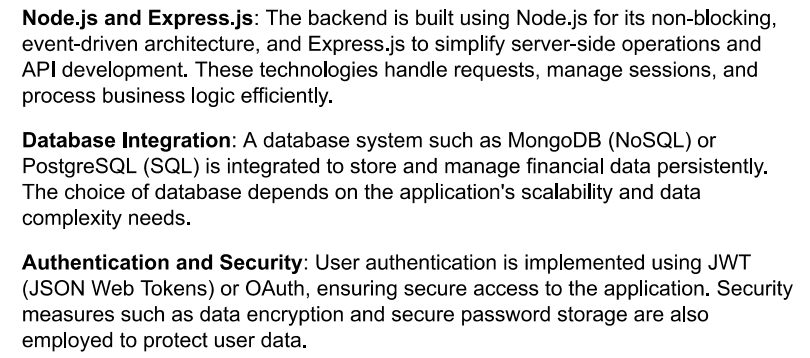 Node.js and Express.js: The backend is built using Node.js for its non-blocking,
event-driven architecture, and Express.js to simplify server-side operations and
API development. These technologies handle requests, manage sessions, and
process business logic efficiently.
Database Integration: A database system such as MongoDB (NoSQL) or
PostgreSQL (SQL) is integrated to store and manage financial data persistently.
The choice of database depends on the application's scalability and data
complexity needs.
Authentication and Security: User authentication is implemented using JWT
(JSON Web Tokens) or OAuth, ensuring secure access to the application. Security
measures such as data encryption and secure password storage are also
employed to protect user data.